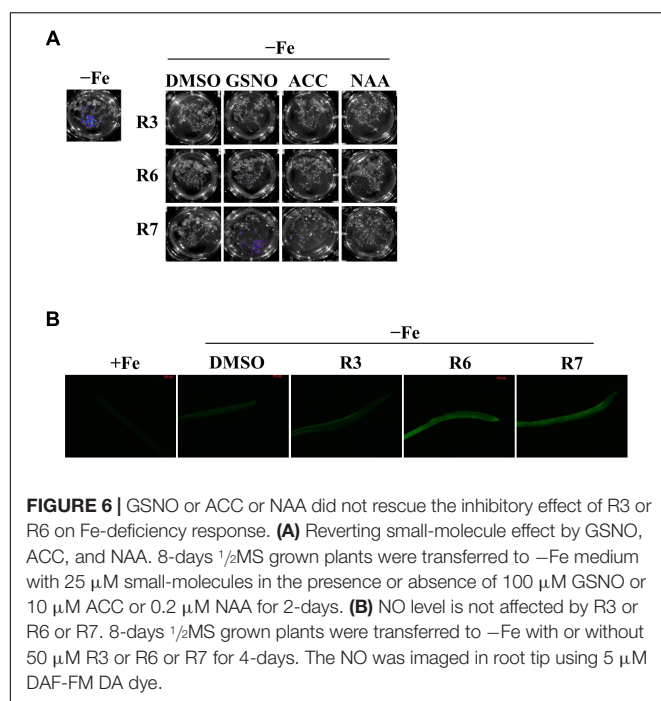 A
−Fe
−Fe
DMSO GSNO ACC NAA
R3
R6
R7
B
−Fe
+Fe DMSO R3 R6 R7
FIGURE 6 | GSNO or ACC or NAA did not rescue the inhibitory effect of R3 or
R6 on Fe-deficiency response. (A) Reverting small-molecule effect by GSNO,
ACC, and NAA. 8-days 1/2MS grown plants were transferred to −Fe medium
with 25 μM small-molecules in the presence or absence of 100 μM GSNO or
10 μM ACC or 0.2 μM NAA for 2-days. (B) NO level is not affected by R3 or
R6 or R7. 8-days 1/2MS grown plants were transferred to −Fe with or without
50 μM R3 or R6 or R7 for 4-days. The NO was imaged in root tip using 5 μM
DAF-FM DA dye.